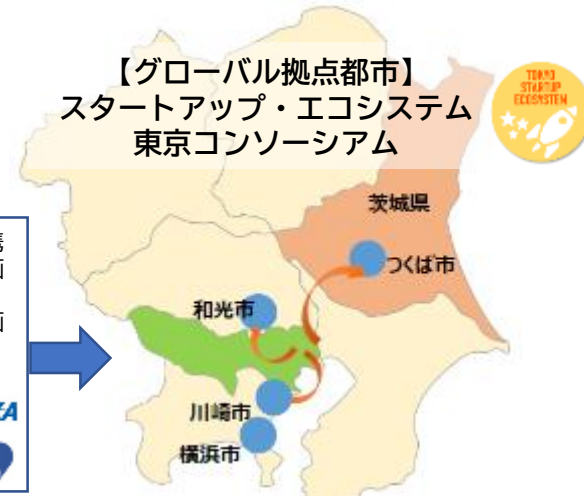 【グローバル拠点都市】
スタートアップ・エコシステム
東京コンソーシアム
TOKYO
STARTUP
ECOSYSTEM
茨城県
つくば市
和光市
川崎市
横浜市